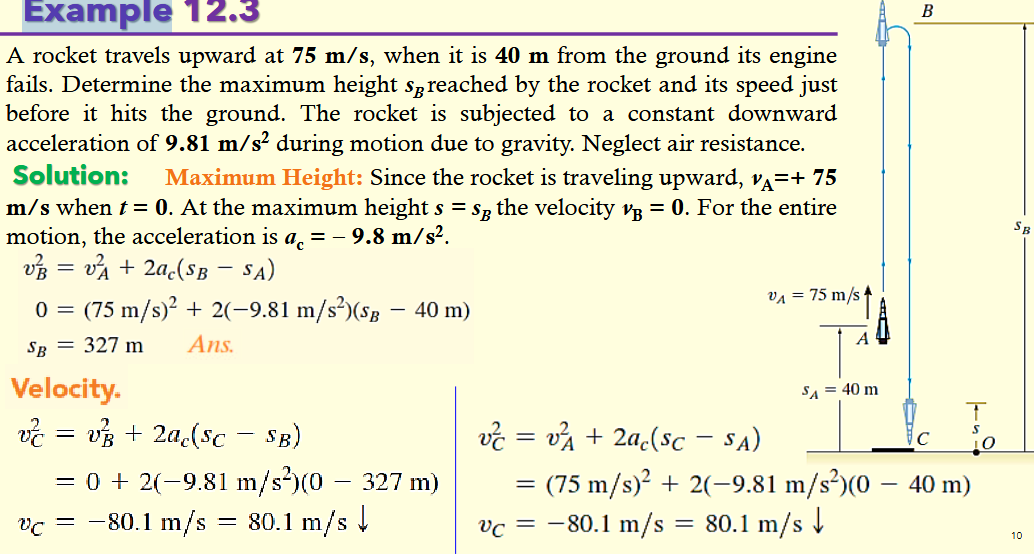 Example 12.3
A rocket travels upward at 75 m/s, when it is 40 m from the ground its engine
fails. Determine the maximum height s_B reached by the rocket and its speed just
before it hits the ground. The rocket is subjected to a constant downward
acceleration of 9.81 m/s² during motion due to gravity. Neglect air resistance.
Solution: Maximum Height: Since the rocket is traveling upward, v_A=+ 75
m/s when t = 0. At the maximum height s = s_B the velocity v_B = 0. For the entire
motion, the acceleration is a_c = – 9.8 m/s².
v_B² = v_A² + 2a_c(s_B − s_A)
0 = (75 m/s)² + 2(−9.81 m/s²)(s_B − 40 m)
s_B = 327 m Ans.
Velocity.
v_C² = v_B² + 2a_c(s_C − s_B)
= 0 + 2(−9.81 m/s²)(0 − 327 m)
v_C = −80.1 m/s = 80.1 m/s ↓
v_C² = v_A² + 2a_c(s_C − s_A)
= (75 m/s)² + 2(−9.81 m/s²)(0 − 40 m)
v_C = −80.1 m/s = 80.1 m/s ↓
B
s_B
v_A = 75 m/s
A
s_A = 40 m
C
s
O
10